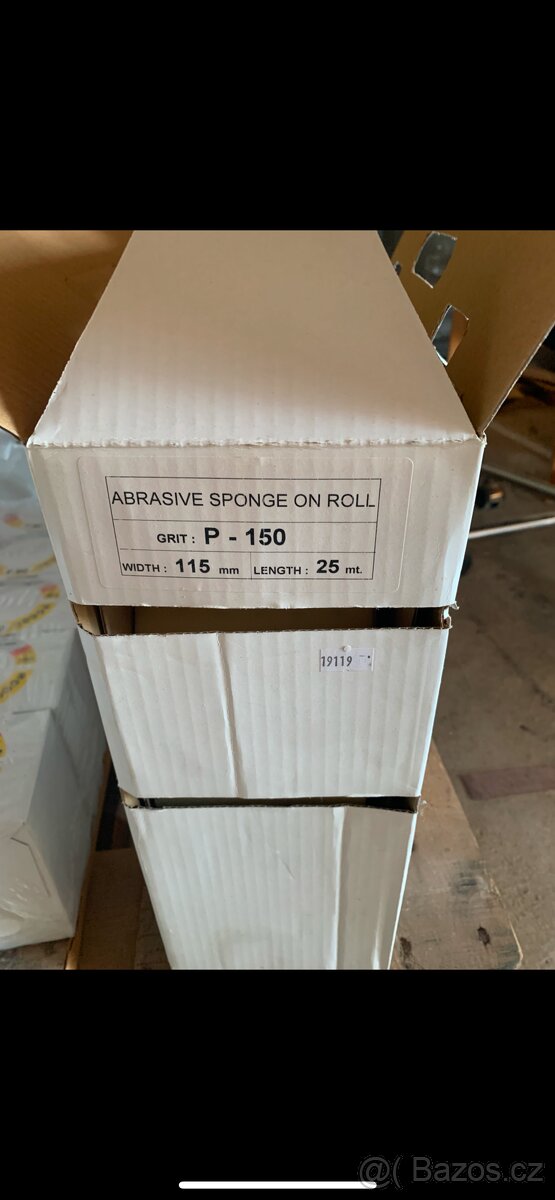 ABRASIVE SPONGE ON ROLL
GRIT : P - 150
WIDTH : 115 mm LENGTH : 25 mt.
19119
@( Bazos.cz